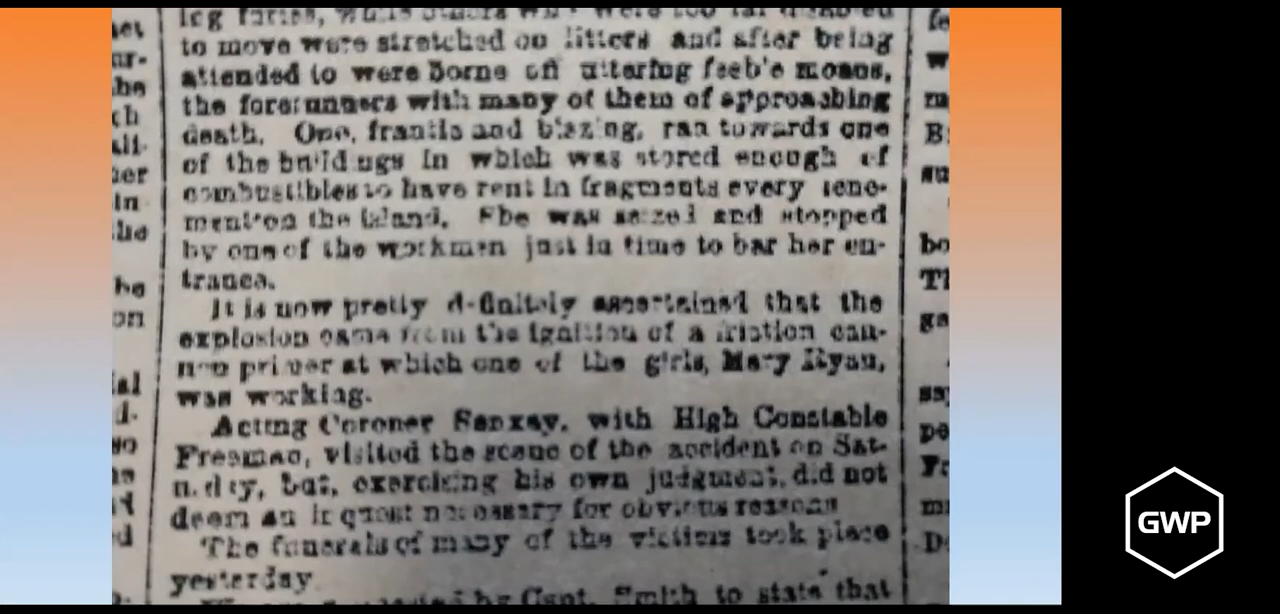 to move were stretched on litters and after being
attended to were borne off uttering feeb'e moans,
the forerunners with many of them of approaching
death. One, frantic and blazing, ran towards one
of the buildings in which was stored enough of
combustibles to have rent in fragments every tene-
ment on the island. She was seized and stopped
by one of the workmen just in time to bar her en-
trance.
It is now pretty definitely ascertained that the
explosion came from the ignition of a friction can-
non primer at which one of the girls, Mary Ryan,
was working.
Acting Coroner Sanxay, with High Constable
Freeman, visited the scene of the accident on Sat-
urday, but, exercising his own judgment, did not
deem an inquest necessary for obvious reasons
The funerals of many of the victims took place
yesterday
by Capt. Smith to state that
GWP